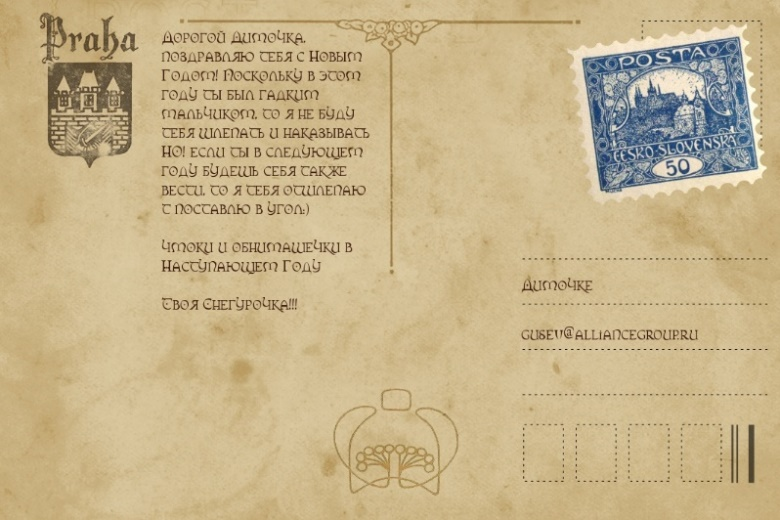 Praha
Дорогой Димочка,
поздравляю тебя с Новым
Годом! Поскольку в этом
году ты был гадким
мальчиком, то я не буду
тебя шлепать и наказывать
НО! если ты в следующем
году будешь себя также
вести, то я тебя отшлепаю
т поставлю в угол:)
чмоки и обнимашечки в
Наступающем Году
Твоя Снегурочка!!!
POSTA
ČESKO-SLOVENSKÁ
50
Димочке
gusev@alliancegroup.ru